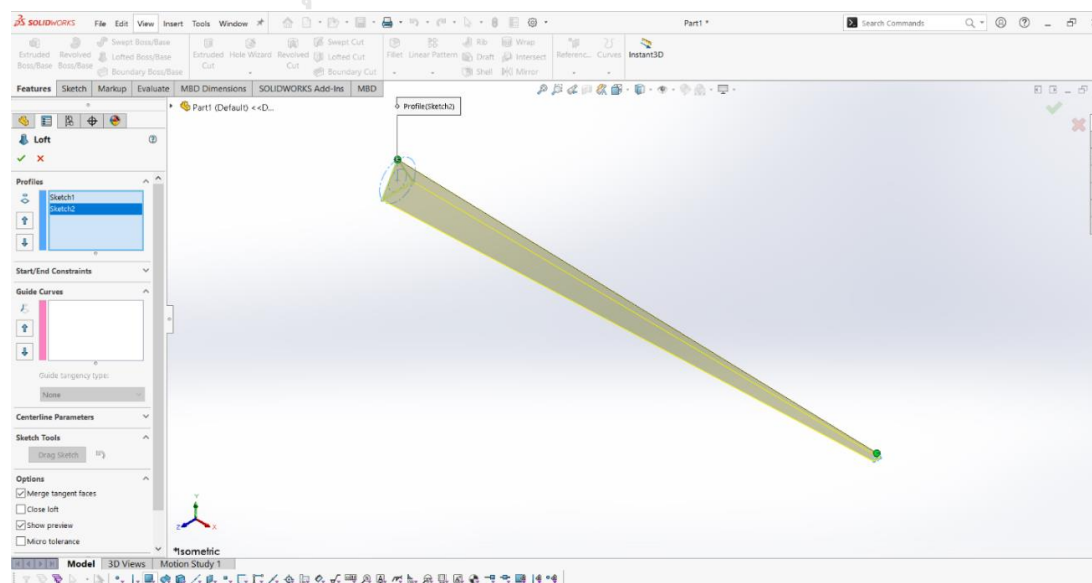 SOLIDWORKS File Edit View Insert Tools Window Part1 * Search Commands
Extruded Boss/Base Revolved Boss/Base Swept Boss/Base Lofted Boss/Base Boundary Boss/Base Extruded Cut Hole Wizard Revolved Cut Swept Cut Lofted Cut Boundary Cut Fillet Linear Pattern Rib Draft Shell Wrap Intersect Mirror Referenc... Curves Instant3D
Features Sketch Markup Evaluate MBD Dimensions SOLIDWORKS Add-Ins MBD
Part1 (Default) <<D...
Profile(Sketch2)
Loft
Profiles
Sketch1
Sketch2
Start/End Constraints
Guide Curves
Guide tangency type:
None
Centerline Parameters
Sketch Tools
Drag Sketch
Options
Merge tangent faces
Close loft
Show preview
Micro tolerance
Y
Z
X
*Isometric
Model 3D Views Motion Study 1